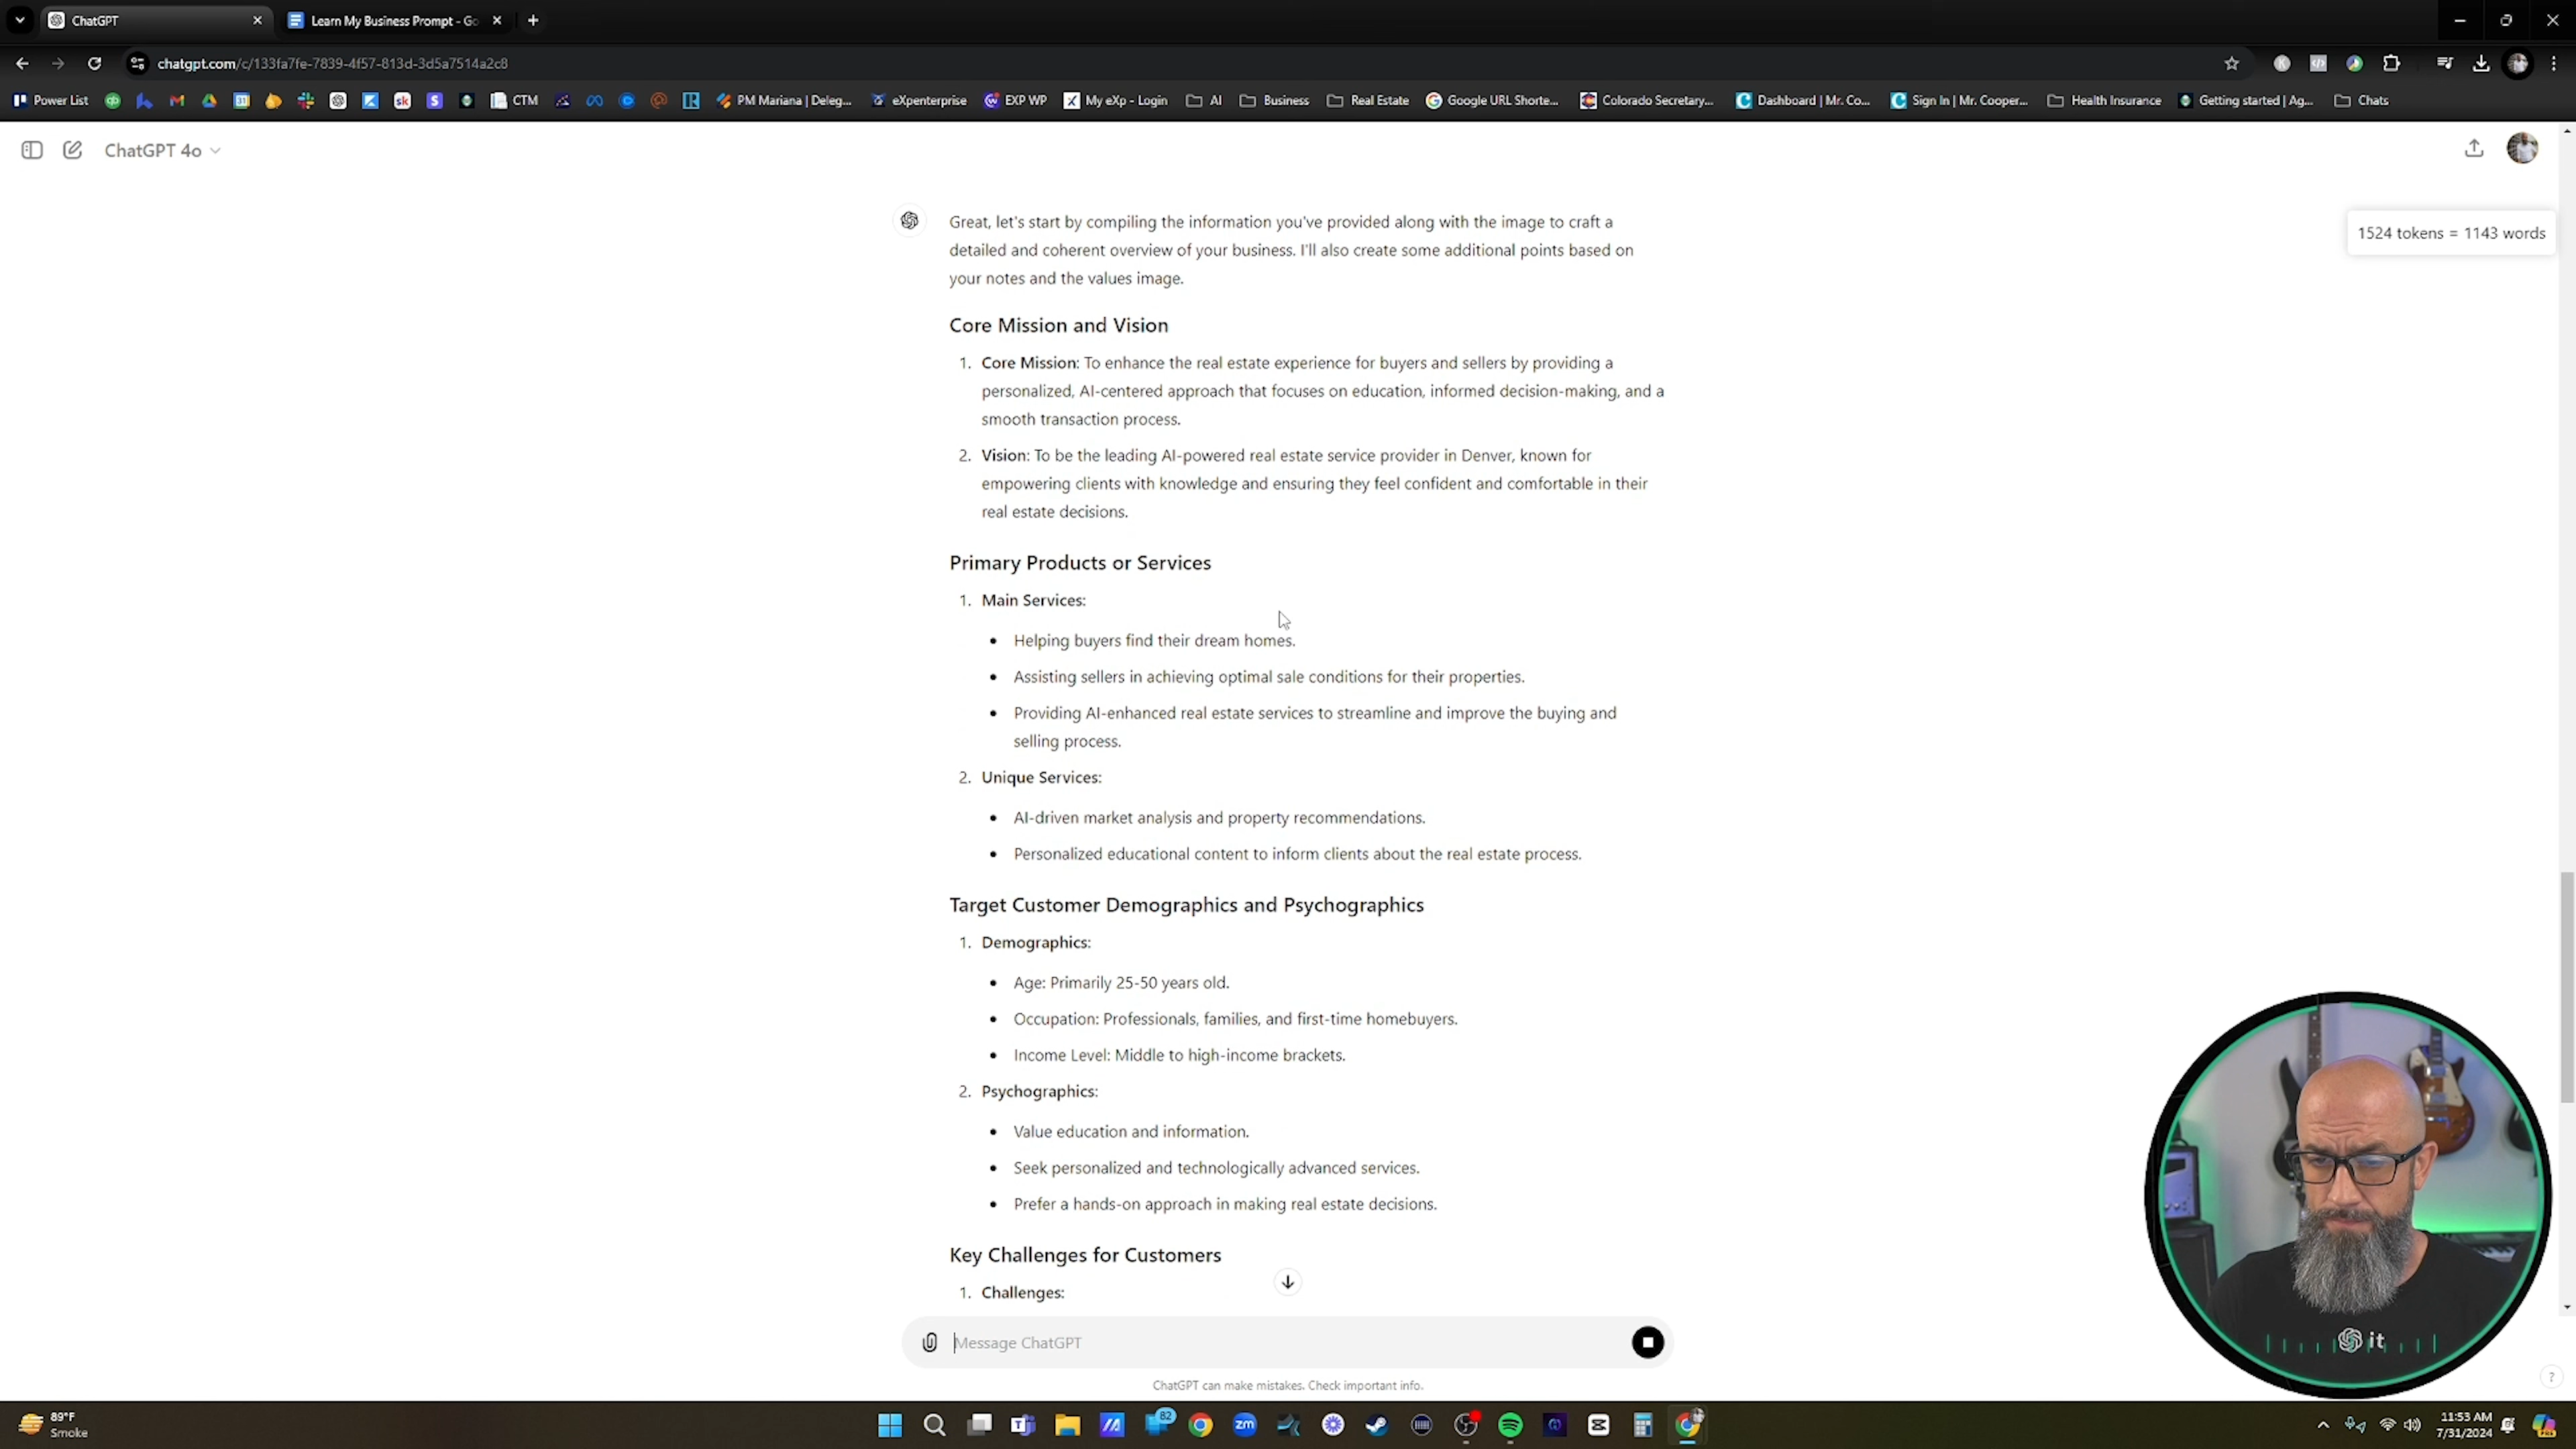 ChatGPT
Learn My Business Prompt - Go
chatgpt.com/c/133fa7fe-7839-4f57-813d-3d5a7514a2c8
Power List
31
sk
S
CTM
PM Mariana | Deleg...
eXpenterprise
EXP WP
My eXp - Login
AI
Business
Real Estate
Google URL Shorte...
Colorado Secretary...
Dashboard | Mr. Co...
Sign In | Mr. Cooper...
Health Insurance
Getting started | Ag...
Chats
ChatGPT 4o
1524 tokens = 1143 words
Great, let's start by compiling the information you've provided along with the image to craft a
detailed and coherent overview of your business. I'll also create some additional points based on
your notes and the values image.
Core Mission and Vision
1. Core Mission: To enhance the real estate experience for buyers and sellers by providing a
personalized, AI-centered approach that focuses on education, informed decision-making, and a
smooth transaction process.
2. Vision: To be the leading AI-powered real estate service provider in Denver, known for
empowering clients with knowledge and ensuring they feel confident and comfortable in their
real estate decisions.
Primary Products or Services
1. Main Services:
• Helping buyers find their dream homes.
• Assisting sellers in achieving optimal sale conditions for their properties.
• Providing AI-enhanced real estate services to streamline and improve the buying and
selling process.
2. Unique Services:
• AI-driven market analysis and property recommendations.
• Personalized educational content to inform clients about the real estate process.
Target Customer Demographics and Psychographics
1. Demographics:
• Age: Primarily 25-50 years old.
• Occupation: Professionals, families, and first-time homebuyers.
• Income Level: Middle to high-income brackets.
2. Psychographics:
• Value education and information.
• Seek personalized and technologically advanced services.
• Prefer a hands-on approach in making real estate decisions.
Key Challenges for Customers
1. Challenges:
Message ChatGPT
ChatGPT can make mistakes. Check important info.
?
it
89°F
Smoke
82
zm
11:53 AM
7/31/2024